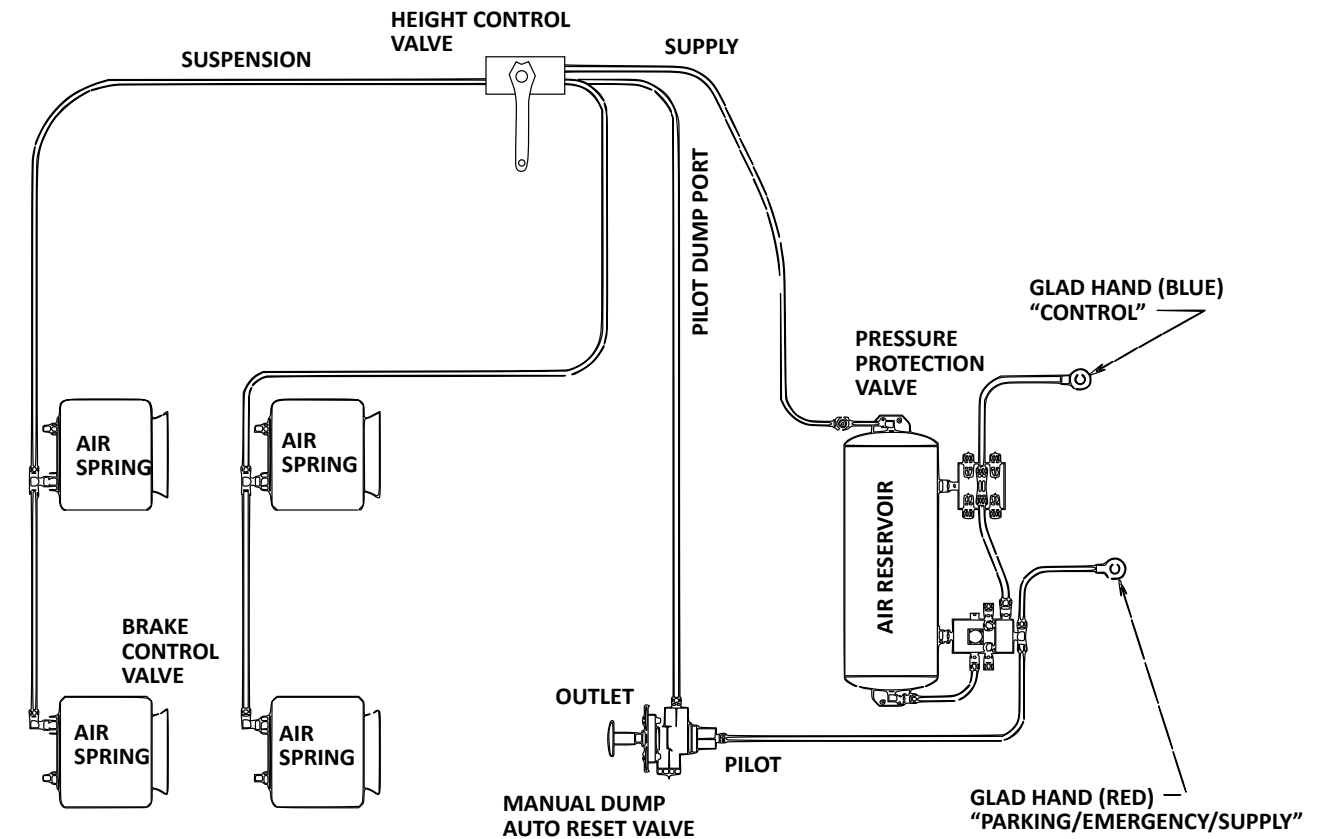 HEIGHT CONTROL
VALVE
SUSPENSION
SUPPLY
PILOT DUMP PORT
GLAD HAND (BLUE)
“CONTROL”
PRESSURE
PROTECTION
VALVE
AIR
SPRING
AIR
SPRING
AIR RESERVOIR
BRAKE
CONTROL
VALVE
OUTLET
AIR
SPRING
AIR
SPRING
PILOT
MANUAL DUMP
AUTO RESET VALVE
GLAD HAND (RED)
“PARKING/EMERGENCY/SUPPLY”